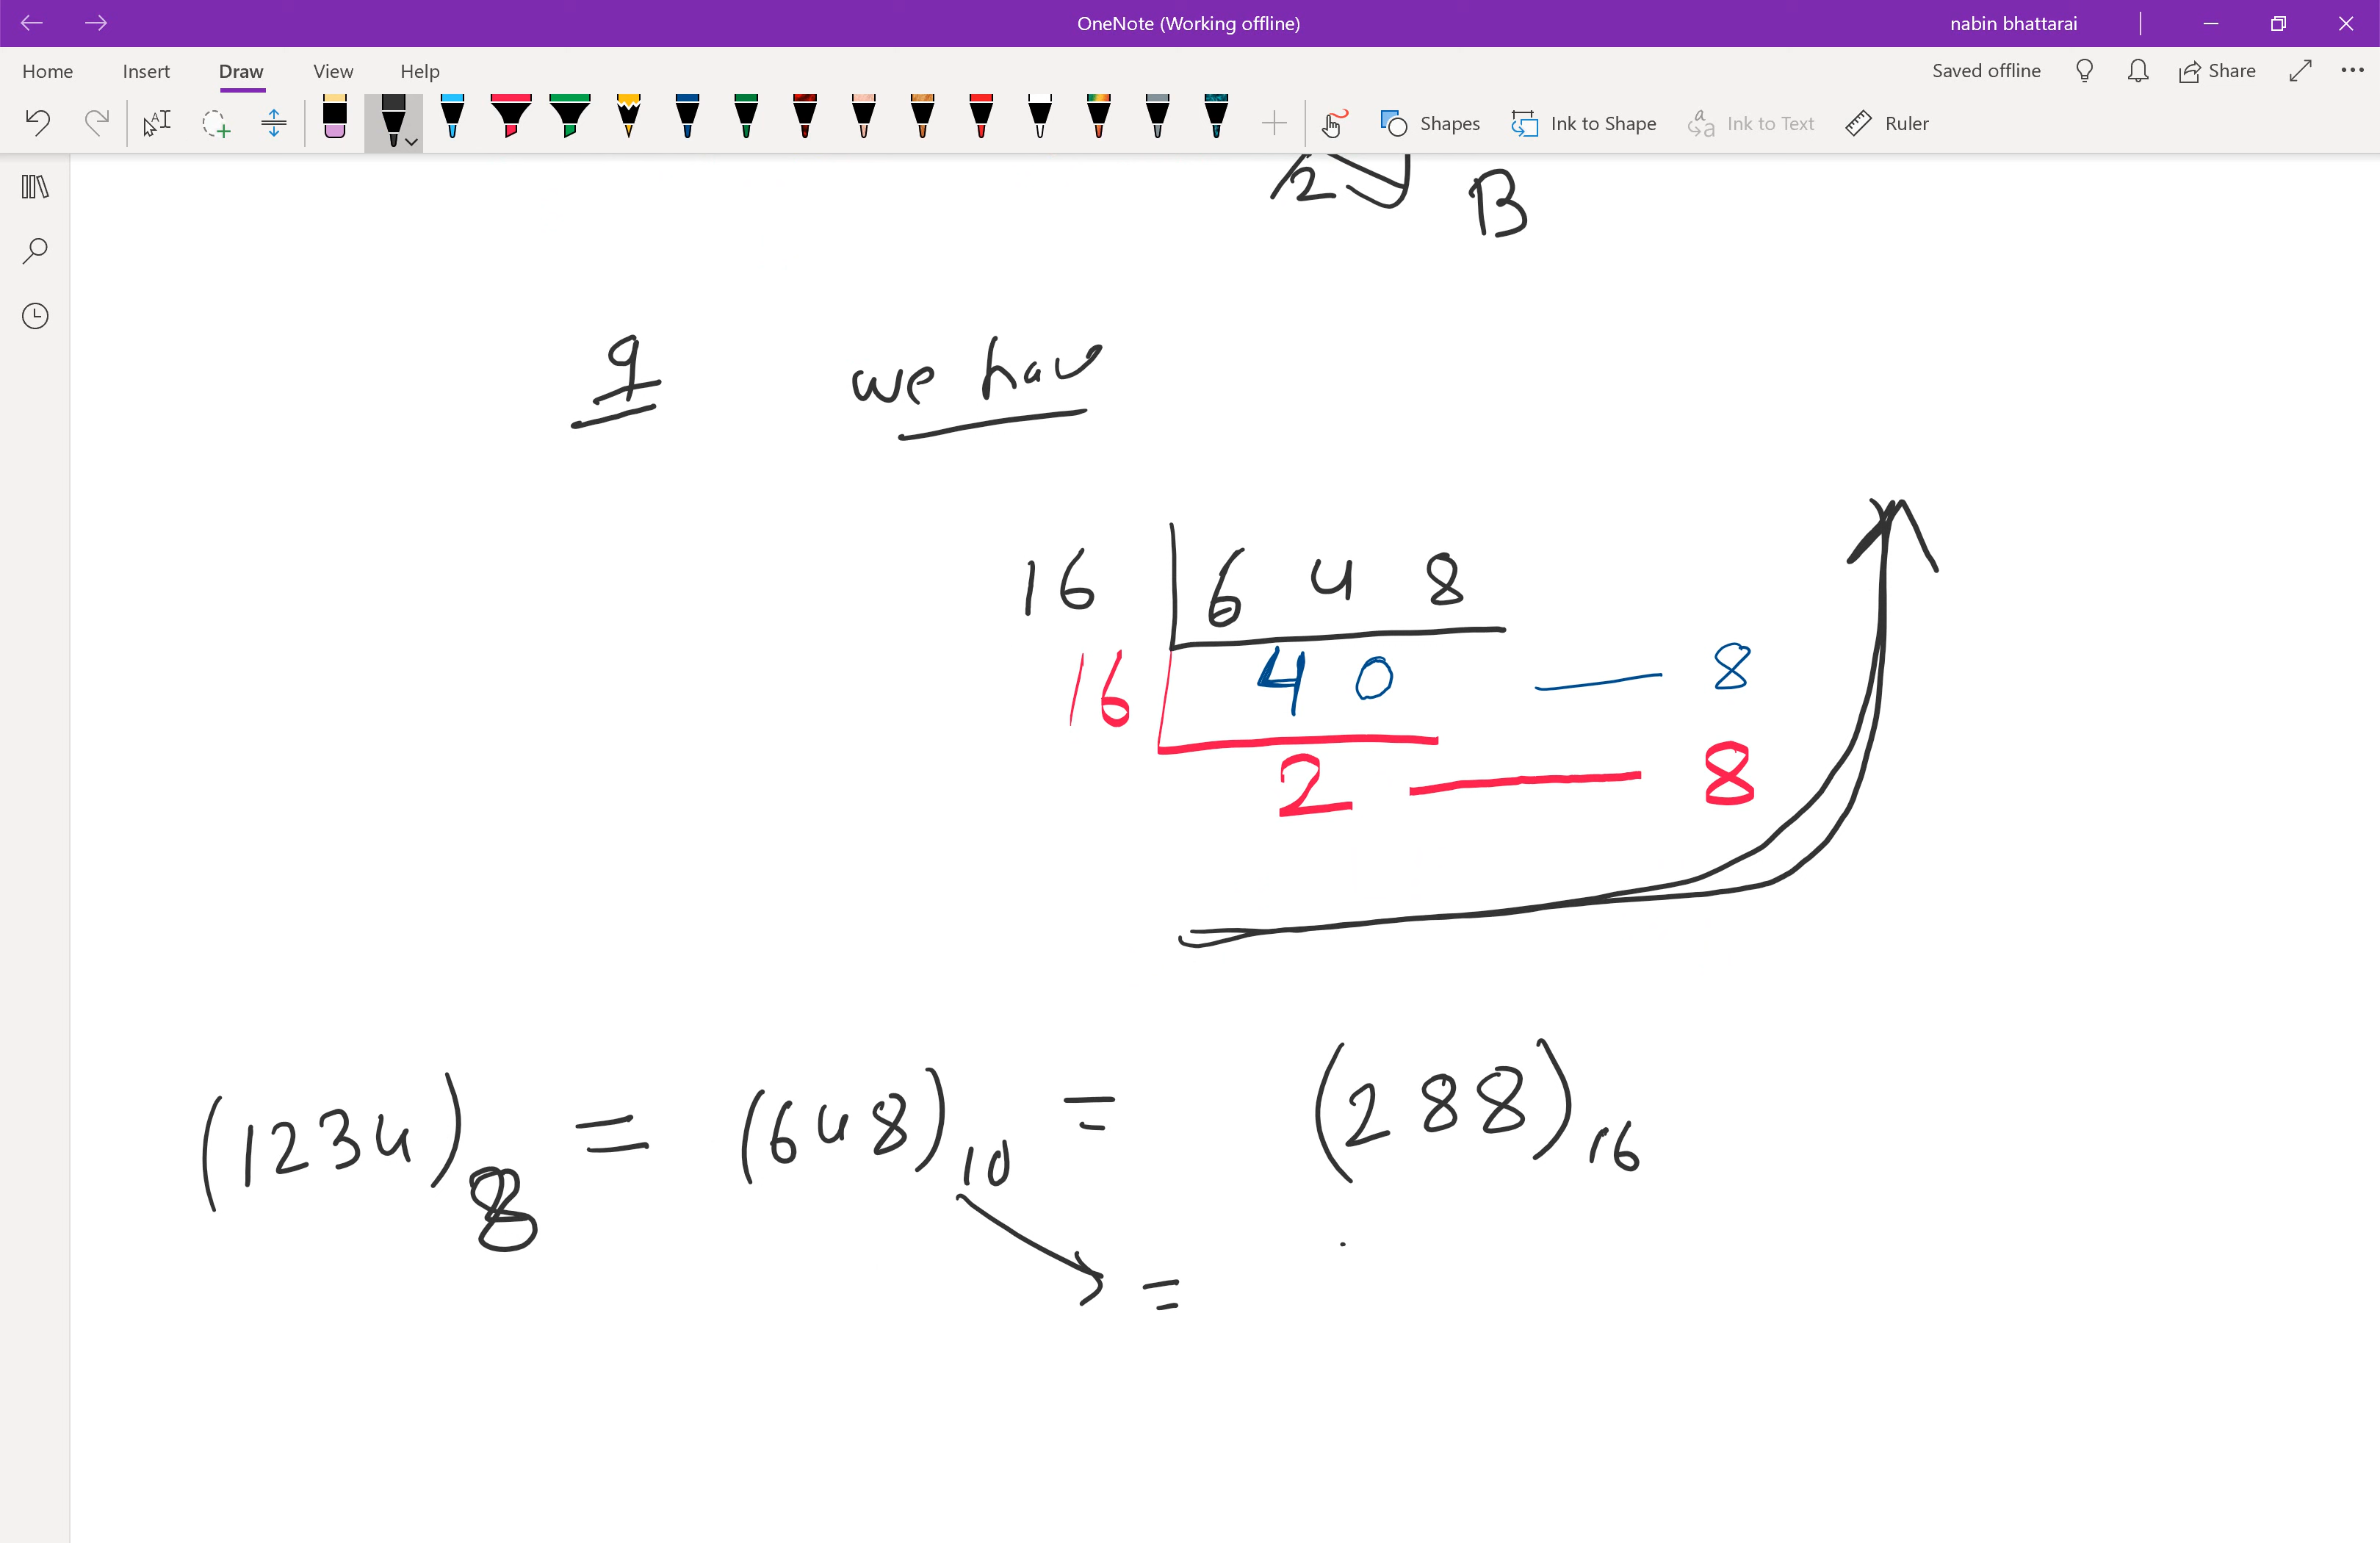 OneNote (Working offline) nabin bhattarai
Home Insert Draw View Help Saved offline Share
Shapes Ink to Shape Ink to Text Ruler
2 B
9 we hav
16 6 4 8
16 4 0 — 8
2 — 8
(1234)8 = (648)10 = (288)16
=